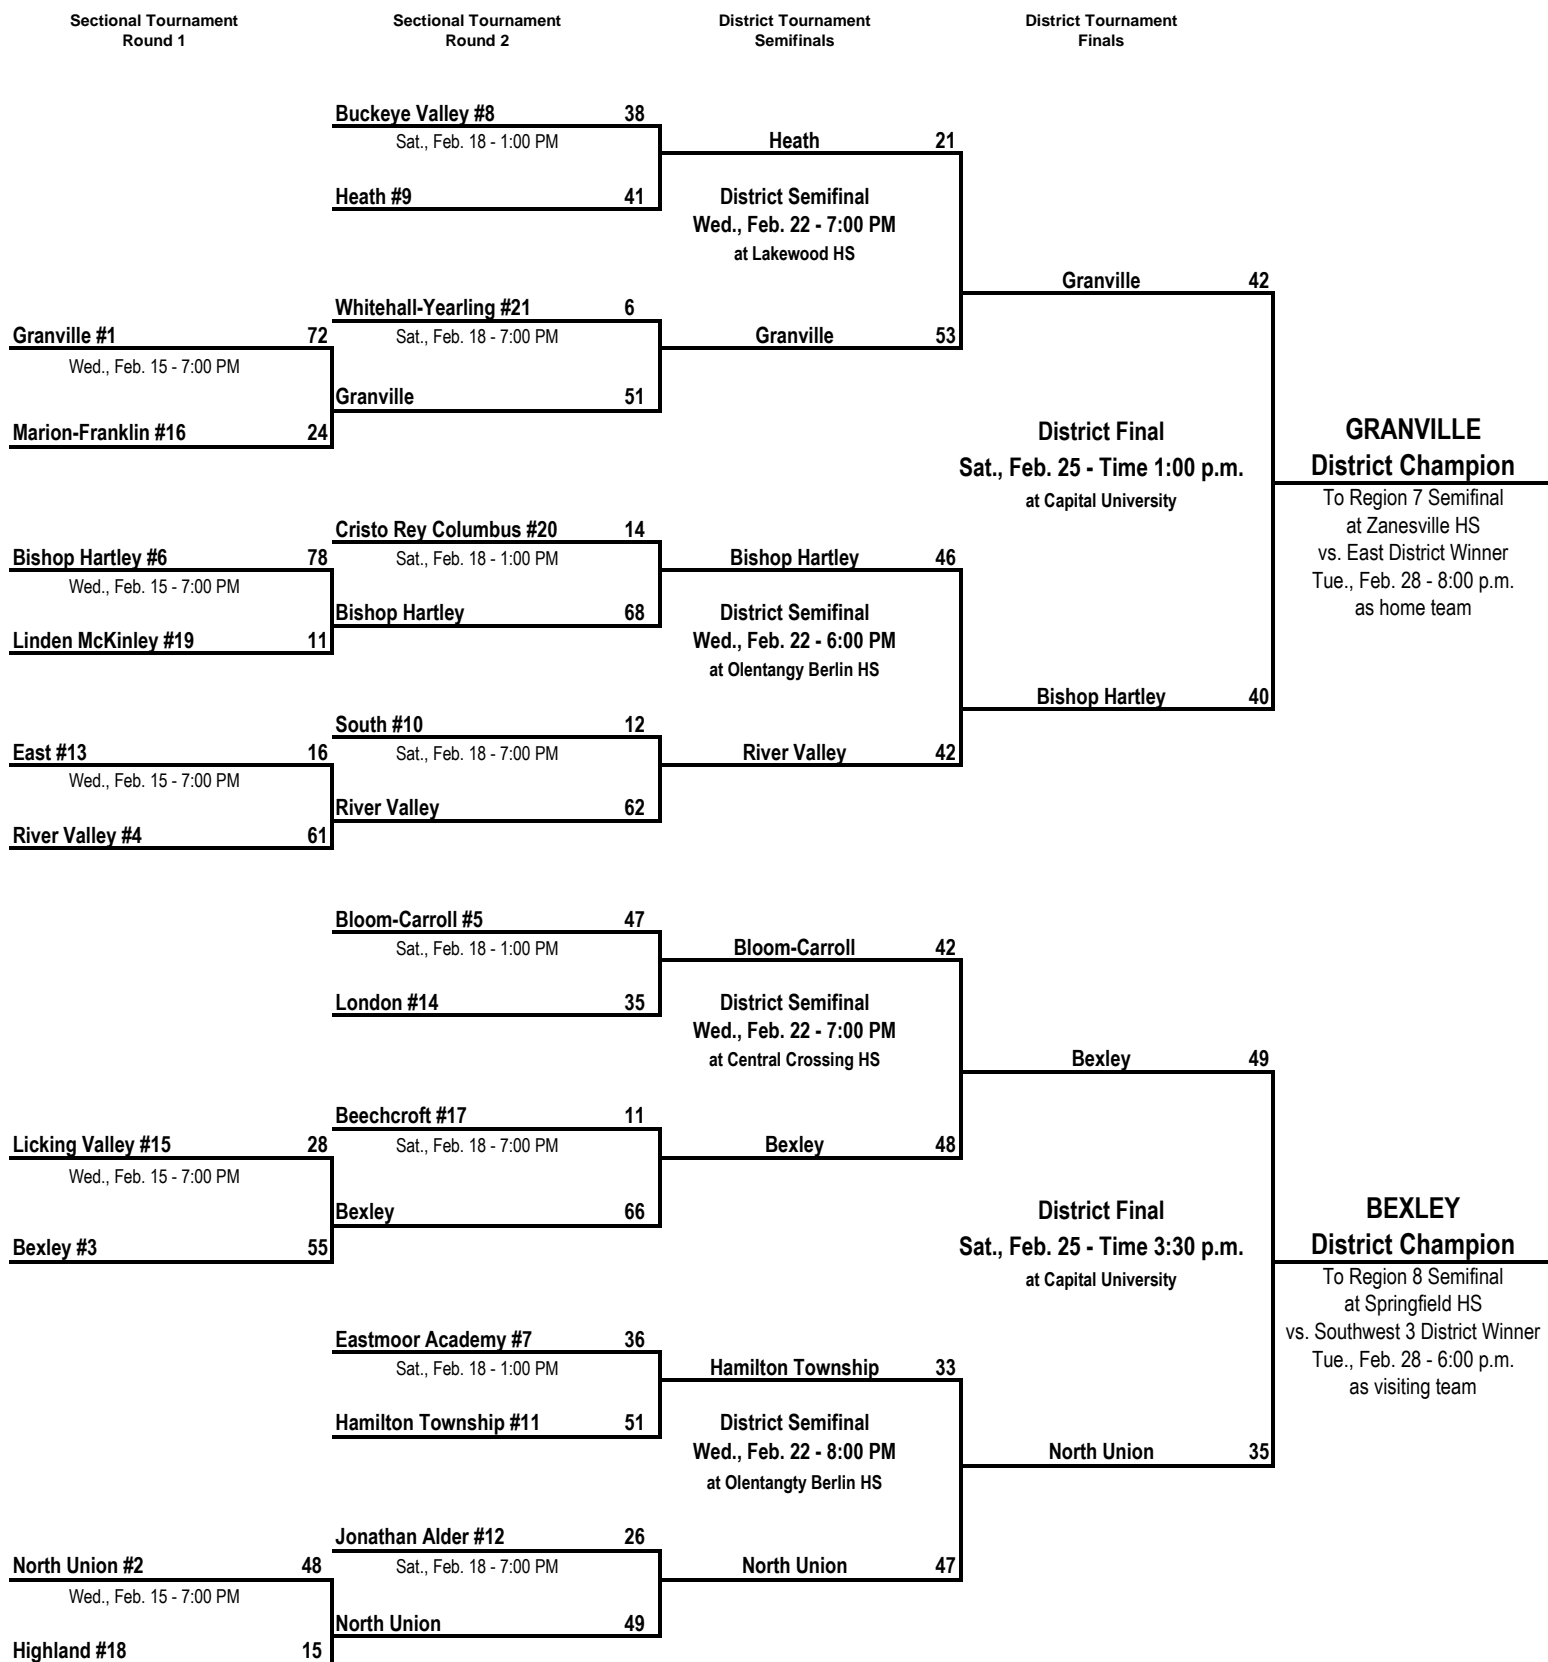 Sectional Tournament
Round 1
Sectional Tournament
Round 2
District Tournament
Semifinals
District Tournament
Finals
Buckeye Valley #8 38
Sat., Feb. 18 - 1:00 PM
Heath 21
Heath #9 41
District Semifinal
Wed., Feb. 22 - 7:00 PM
at Lakewood HS
Granville 42
Whitehall-Yearling #21 6
Granville #1 72
Sat., Feb. 18 - 7:00 PM
Granville 53
Wed., Feb. 15 - 7:00 PM
Granville 51
Marion-Franklin #16 24
District Final
Sat., Feb. 25 - Time 1:00 p.m.
at Capital University
GRANVILLE
District Champion
To Region 7 Semifinal
at Zanesville HS
vs. East District Winner
Tue., Feb. 28 - 8:00 p.m.
as home team
Cristo Rey Columbus #20 14
Bishop Hartley #6 78
Sat., Feb. 18 - 1:00 PM
Bishop Hartley 46
Wed., Feb. 15 - 7:00 PM
Bishop Hartley 68
District Semifinal
Wed., Feb. 22 - 6:00 PM
at Olentangy Berlin HS
Linden McKinley #19 11
Bishop Hartley 40
South #10 12
East #13 16
Sat., Feb. 18 - 7:00 PM
River Valley 42
Wed., Feb. 15 - 7:00 PM
River Valley 62
River Valley #4 61
Bloom-Carroll #5 47
Sat., Feb. 18 - 1:00 PM
Bloom-Carroll 42
London #14 35
District Semifinal
Wed., Feb. 22 - 7:00 PM
at Central Crossing HS
Bexley 49
Beechcroft #17 11
Licking Valley #15 28
Sat., Feb. 18 - 7:00 PM
Bexley 48
Wed., Feb. 15 - 7:00 PM
Bexley 66
Bexley #3 55
District Final
Sat., Feb. 25 - Time 3:30 p.m.
at Capital University
BEXLEY
District Champion
To Region 8 Semifinal
at Springfield HS
vs. Southwest 3 District Winner
Tue., Feb. 28 - 6:00 p.m.
as visiting team
Eastmoor Academy #7 36
Sat., Feb. 18 - 1:00 PM
Hamilton Township 33
Hamilton Township #11 51
District Semifinal
Wed., Feb. 22 - 8:00 PM
at Olentangty Berlin HS
North Union 35
Jonathan Alder #12 26
North Union #2 48
Sat., Feb. 18 - 7:00 PM
North Union 47
Wed., Feb. 15 - 7:00 PM
North Union 49
Highland #18 15